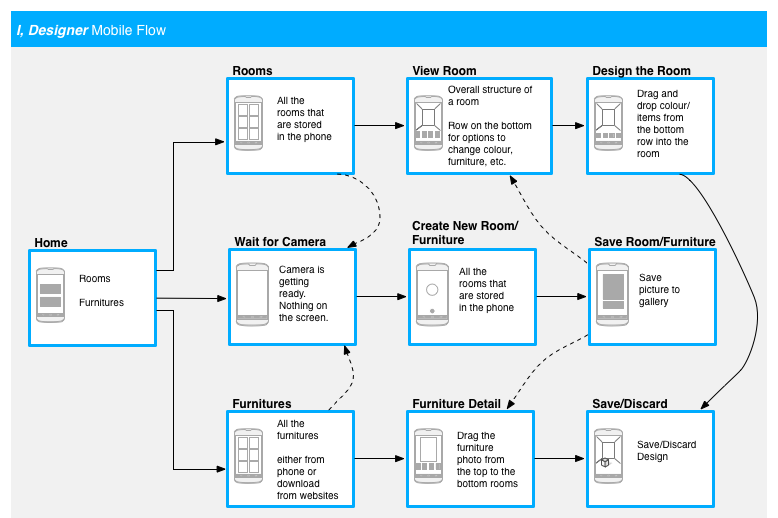 I, Designer Mobile Flow
Rooms
All the
rooms that
are stored
in the phone
View Room
Overall structure of
a room
Row on the bottom
for options to
change colour,
furniture, etc.
Design the Room
Drag and
drop colour/
items from
the bottom
row into the
room
Home
Rooms
Furnitures
Wait for Camera
Camera is
getting
ready.
Nothing on
the screen.
Create New Room/
Furniture
All the
rooms that
are stored
in the phone
Save Room/Furniture
Save
picture to
gallery
Furnitures
All the
furnitures
either from
phone or
download
from websites
Furniture Detail
Drag the
furniture
photo from
the top to the
bottom rooms
Save/Discard
Save/Discard
Design